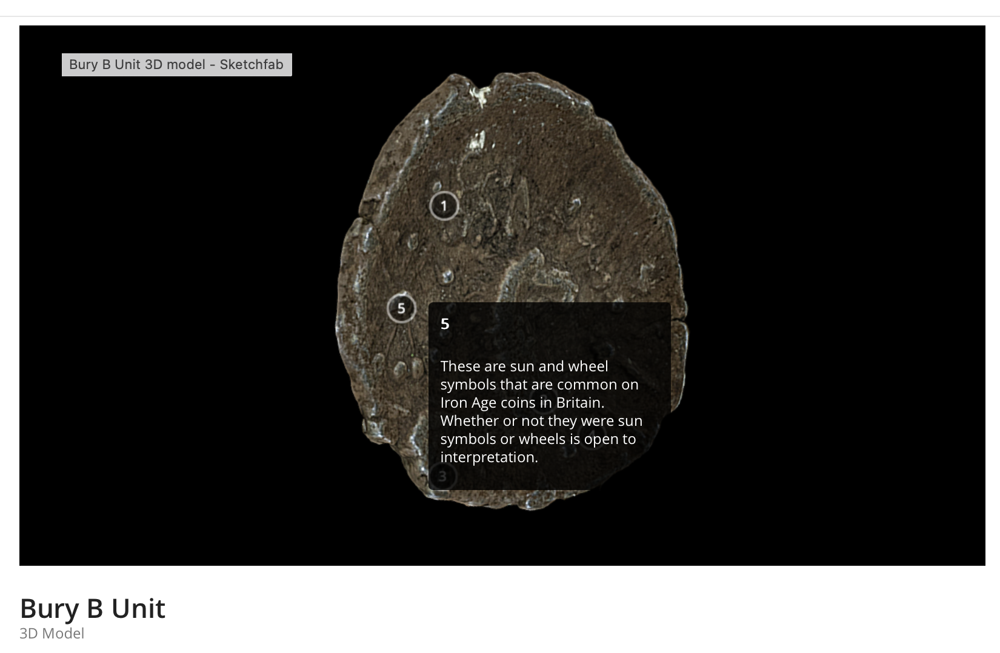 Bury B Unit 3D model - Sketchfab
1
5
5
These are sun and wheel
symbols that are common on
Iron Age coins in Britain.
Whether or not they were sun
symbols or wheels is open to
interpretation.
2
4
3
Bury B Unit
3D Model